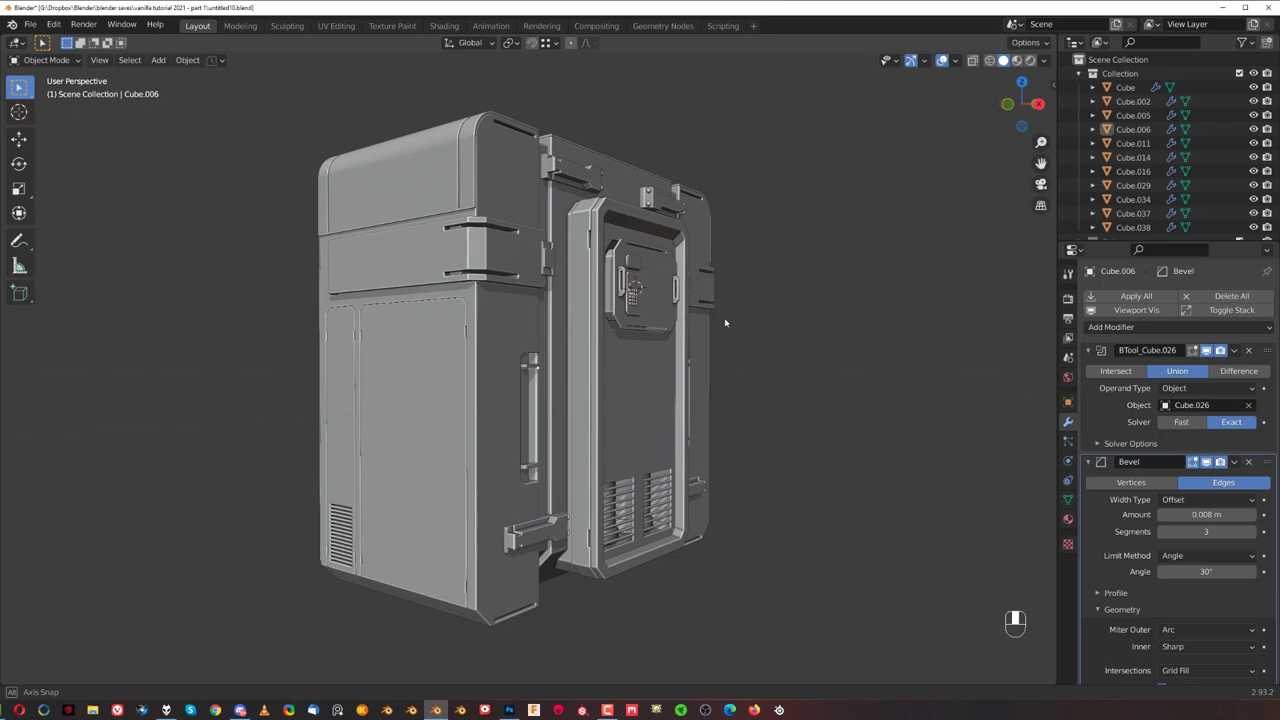 Blender* [G:\Dropbox\Blender\blender saves\vanilla tutorial 2021 - part 1\untitled10.blend]
File Edit Render Window Help
Layout Modeling Sculpting UV Editing Texture Paint Shading Animation Rendering Compositing Geometry Nodes Scripting +
Scene
View Layer
Global
Options
Object Mode View Select Add Object
User Perspective
(1) Scene Collection | Cube.006
Z
X
Scene Collection
Collection
Cube
Cube.002
Cube.005
Cube.006
Cube.011
Cube.014
Cube.016
Cube.029
Cube.034
Cube.037
Cube.038
Cube.006 Bevel
Apply All Delete All
Viewport Vis Toggle Stack
Add Modifier
BTool_Cube.026
Intersect Union Difference
Operand Type Object
Object Cube.026
Solver Fast Exact
Solver Options
Bevel
Vertices Edges
Width Type Offset
Amount 0.008 m
Segments 3
Limit Method Angle
Angle 30°
Profile
Geometry
Miter Outer Arc
Inner Sharp
Intersections Grid Fill
Alt Axis Snap
2.93.2